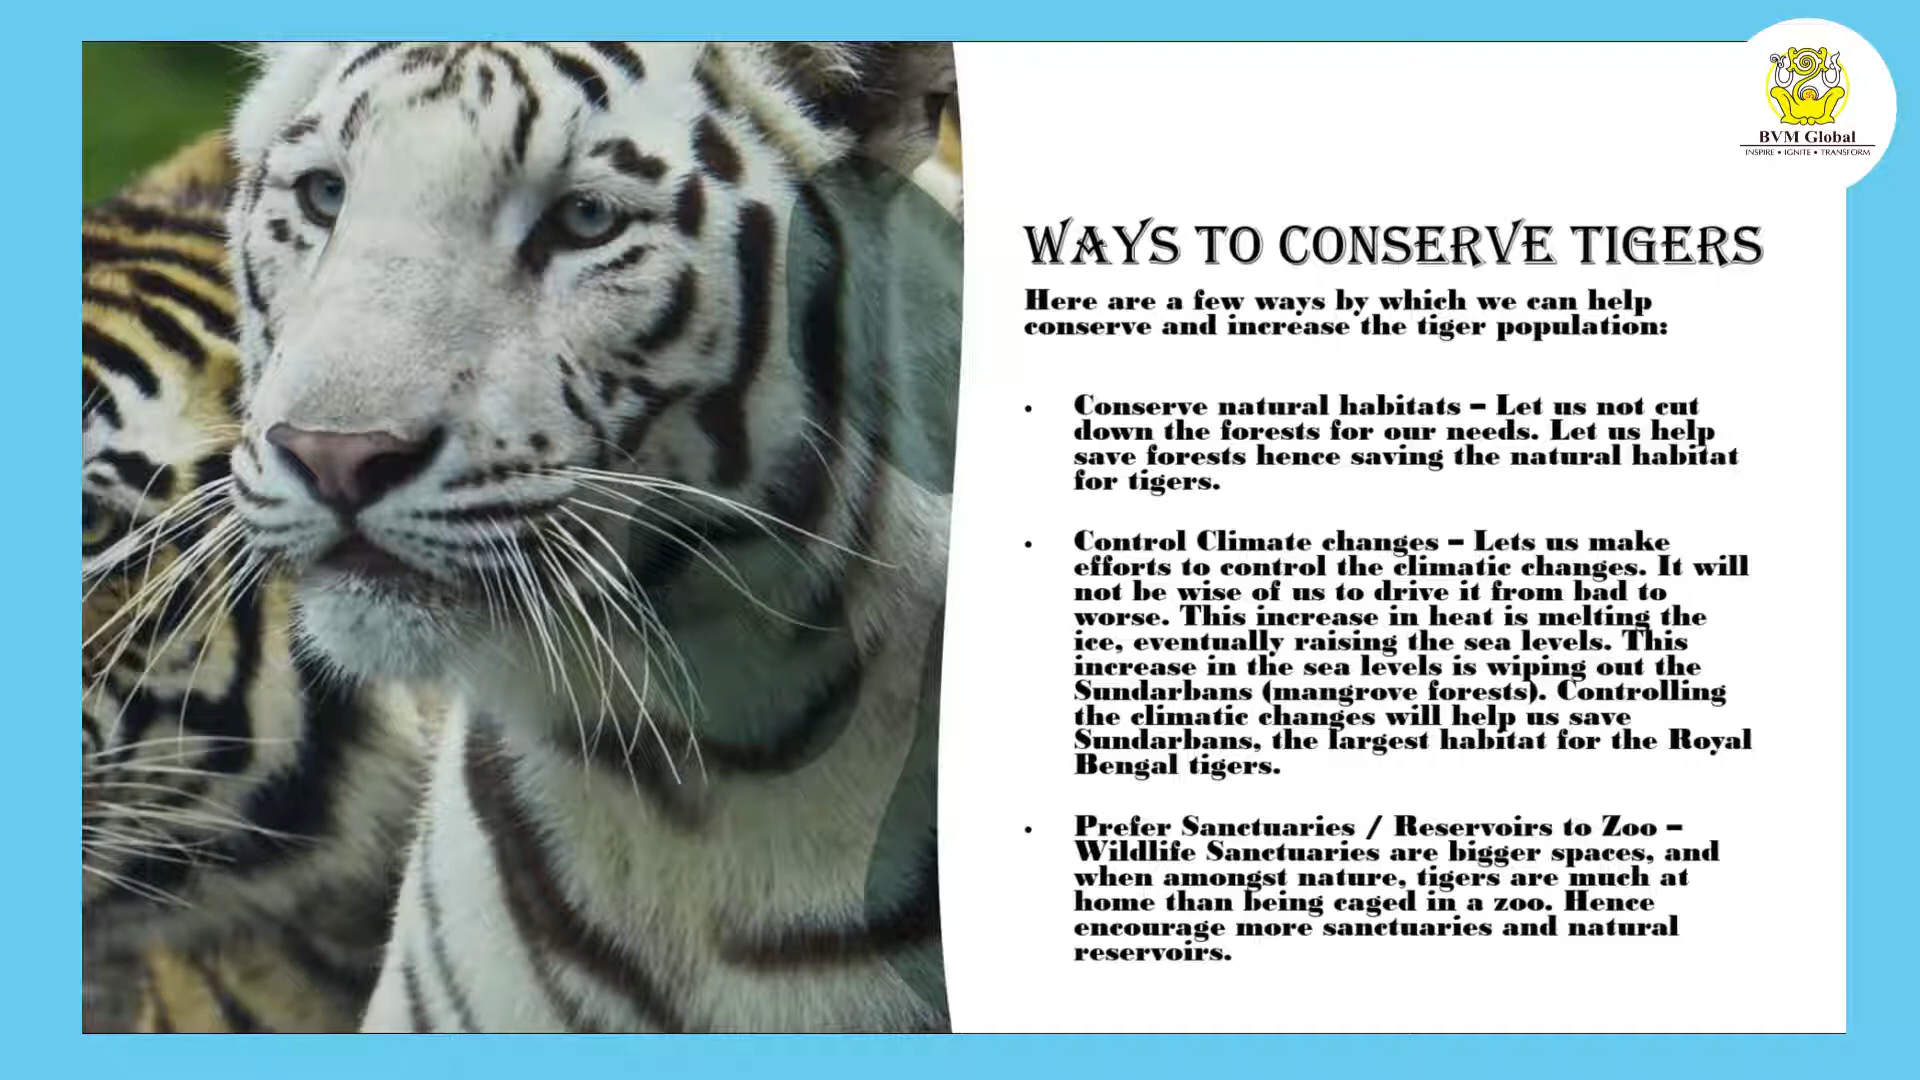 BVM Global
INSPIRE • IGNITE • TRANSFORM
WAYS TO CONSERVE TIGERS
Here are a few ways by which we can help
conserve and increase the tiger population:
• Conserve natural habitats – Let us not cut
down the forests for our needs. Let us help
save forests hence saving the natural habitat
for tigers.
• Control Climate changes – Lets us make
efforts to control the climatic changes. It will
not be wise of us to drive it from bad to
worse. This increase in heat is melting the
ice, eventually raising the sea levels. This
increase in the sea levels is wiping out the
Sundarbans (mangrove forests). Controlling
the climatic changes will help us save
Sundarbans, the largest habitat for the Royal
Bengal tigers.
• Prefer Sanctuaries / Reservoirs to Zoo –
Wildlife Sanctuaries are bigger spaces, and
when amongst nature, tigers are much at
home than being caged in a zoo. Hence
encourage more sanctuaries and natural
reservoirs.